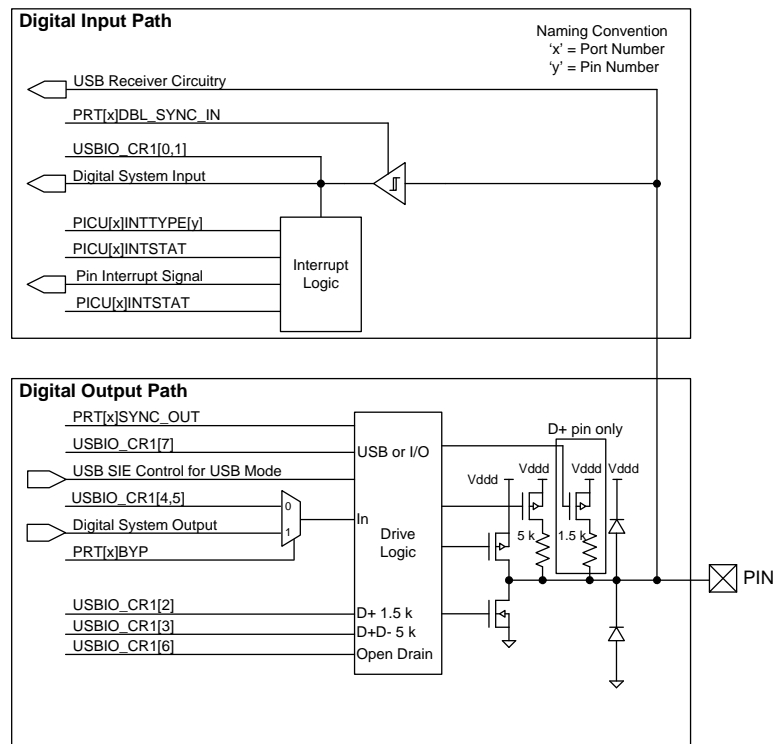 Digital Input Path
Naming Convention
'x' = Port Number
'y' = Pin Number
USB Receiver Circuitry
PRT[x]DBL_SYNC_IN
USBIO_CR1[0,1]
Digital System Input
PICU[x]INTTYPE[y]
PICU[x]INTSTAT
Pin Interrupt Signal
PICU[x]INTSTAT
Interrupt
Logic
Digital Output Path
PRT[x]SYNC_OUT
USBIO_CR1[7]
USB SIE Control for USB Mode
USBIO_CR1[4,5]
Digital System Output
PRT[x]BYP
0
1
USBIO_CR1[2]
USBIO_CR1[3]
USBIO_CR1[6]
USB or I/O
In
Drive
Logic
D+ 1.5 k
D+D- 5 k
Open Drain
D+ pin only
Vddd
Vddd
Vddd
Vddd
5 k
1.5 k
PIN